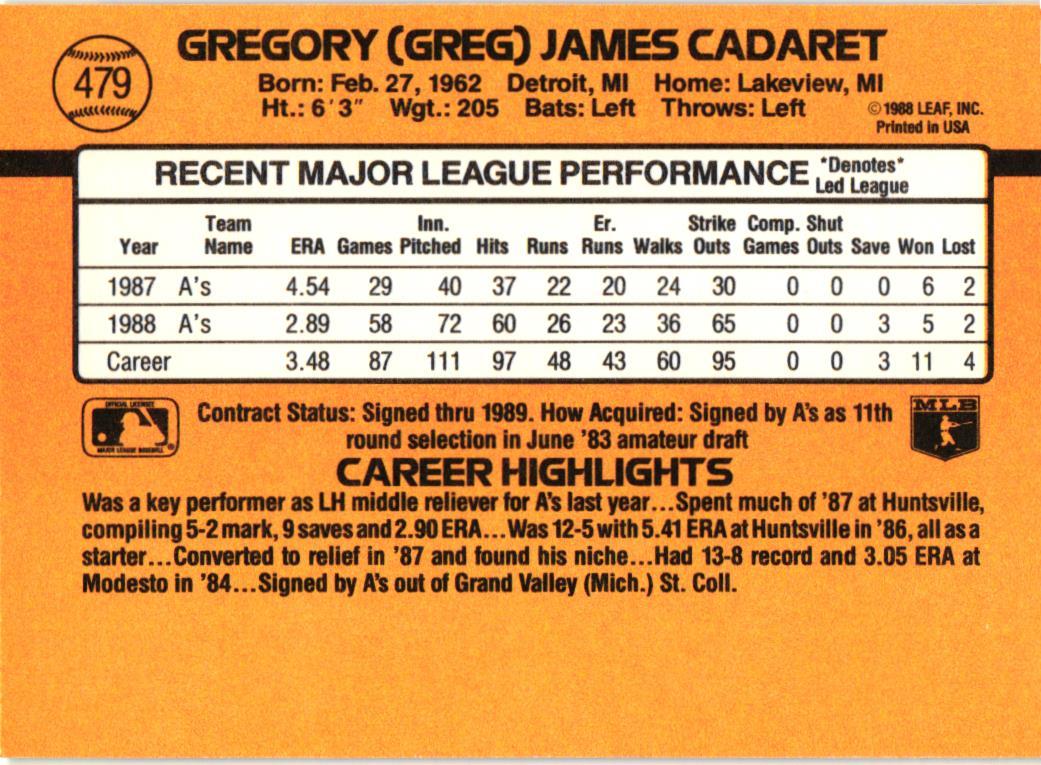 479
GREGORY (GREG) JAMES CADARET
Born: Feb. 27, 1962 Detroit, MI Home: Lakeview, MI
Ht.: 6'3" Wgt.: 205 Bats: Left Throws: Left
©1988 LEAF, INC.
Printed in USA
RECENT MAJOR LEAGUE PERFORMANCE *Denotes* Led League
Year Team Name ERA Games Inn. Pitched Hits Runs Er. Runs Walks Strike Outs Comp. Games Shut Outs Save Won Lost
1987 A's 4.54 29 40 37 22 20 24 30 0 0 0 6 2
1988 A's 2.89 58 72 60 26 23 36 65 0 0 3 5 2
Career 3.48 87 111 97 48 43 60 95 0 0 3 11 4
OFFICIAL LICENSEE
MAJOR LEAGUE BASEBALL
®
Contract Status: Signed thru 1989. How Acquired: Signed by A's as 11th
round selection in June '83 amateur draft
MLB
CAREER HIGHLIGHTS
Was a key performer as LH middle reliever for A's last year...Spent much of '87 at Huntsville,
compiling 5-2 mark, 9 saves and 2.90 ERA...Was 12-5 with 5.41 ERA at Huntsville in '86, all as a
starter...Converted to relief in '87 and found his niche...Had 13-8 record and 3.05 ERA at
Modesto in '84...Signed by A's out of Grand Valley (Mich.) St. Coll.